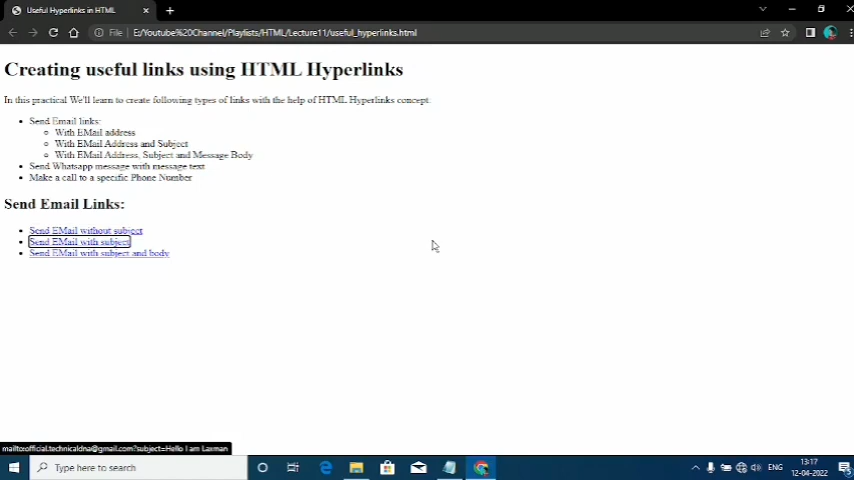 Useful Hyperlinks in HTML
File E:/Youtube%20Channel/Playlists/HTML/Lecture11/useful_hyperlinks.html
Creating useful links using HTML Hyperlinks
In this practical We'll learn to create following types of links with the help of HTML Hyperlinks concept.
Send Email links:
With EMail address
With EMail Address and Subject
With EMail Address, Subject and Message Body
Send Whatsapp message with message text
Make a call to a specific Phone Number
Send Email Links:
Send EMail without subject
Send EMail with subject
Send EMail with subject and body
mailto:official.technicaldna@gmail.com?subject=Hello I am Laxman
Type here to search
ENG
13:17
12-04-2022